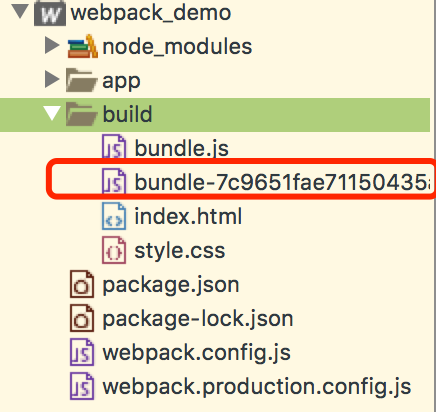 webpack_demo
node_modules
app
build
bundle.js
bundle-7c9651fae71150435a
index.html
style.css
package.json
package-lock.json
webpack.config.js
webpack.production.config.js